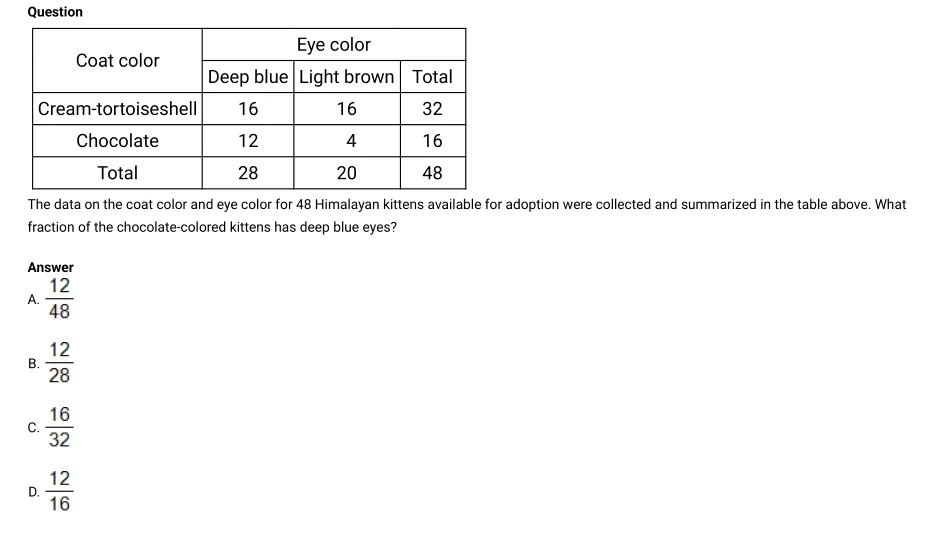 Question
Coat color
Eye color
Deep blue Light brown Total
Cream-tortoiseshell 16 16 32
Chocolate 12 4 16
Total 28 20 48
The data on the coat color and eye color for 48 Himalayan kittens available for adoption were collected and summarized in the table above. What
fraction of the chocolate-colored kittens has deep blue eyes?
Answer
A. 12/48
B. 12/28
C. 16/32
D. 12/16